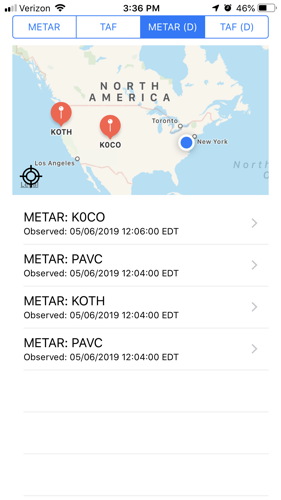 Verizon 3:36 PM 46%
METAR TAF METAR (D) TAF (D)
NORTH
AMERICA
Toronto
KOTH
K0CO
New York
Los Angeles
North
Legal
METAR: K0CO
Observed: 05/06/2019 12:06:00 EDT
METAR: PAVC
Observed: 05/06/2019 12:04:00 EDT
METAR: KOTH
Observed: 05/06/2019 12:04:00 EDT
METAR: PAVC
Observed: 05/06/2019 12:04:00 EDT